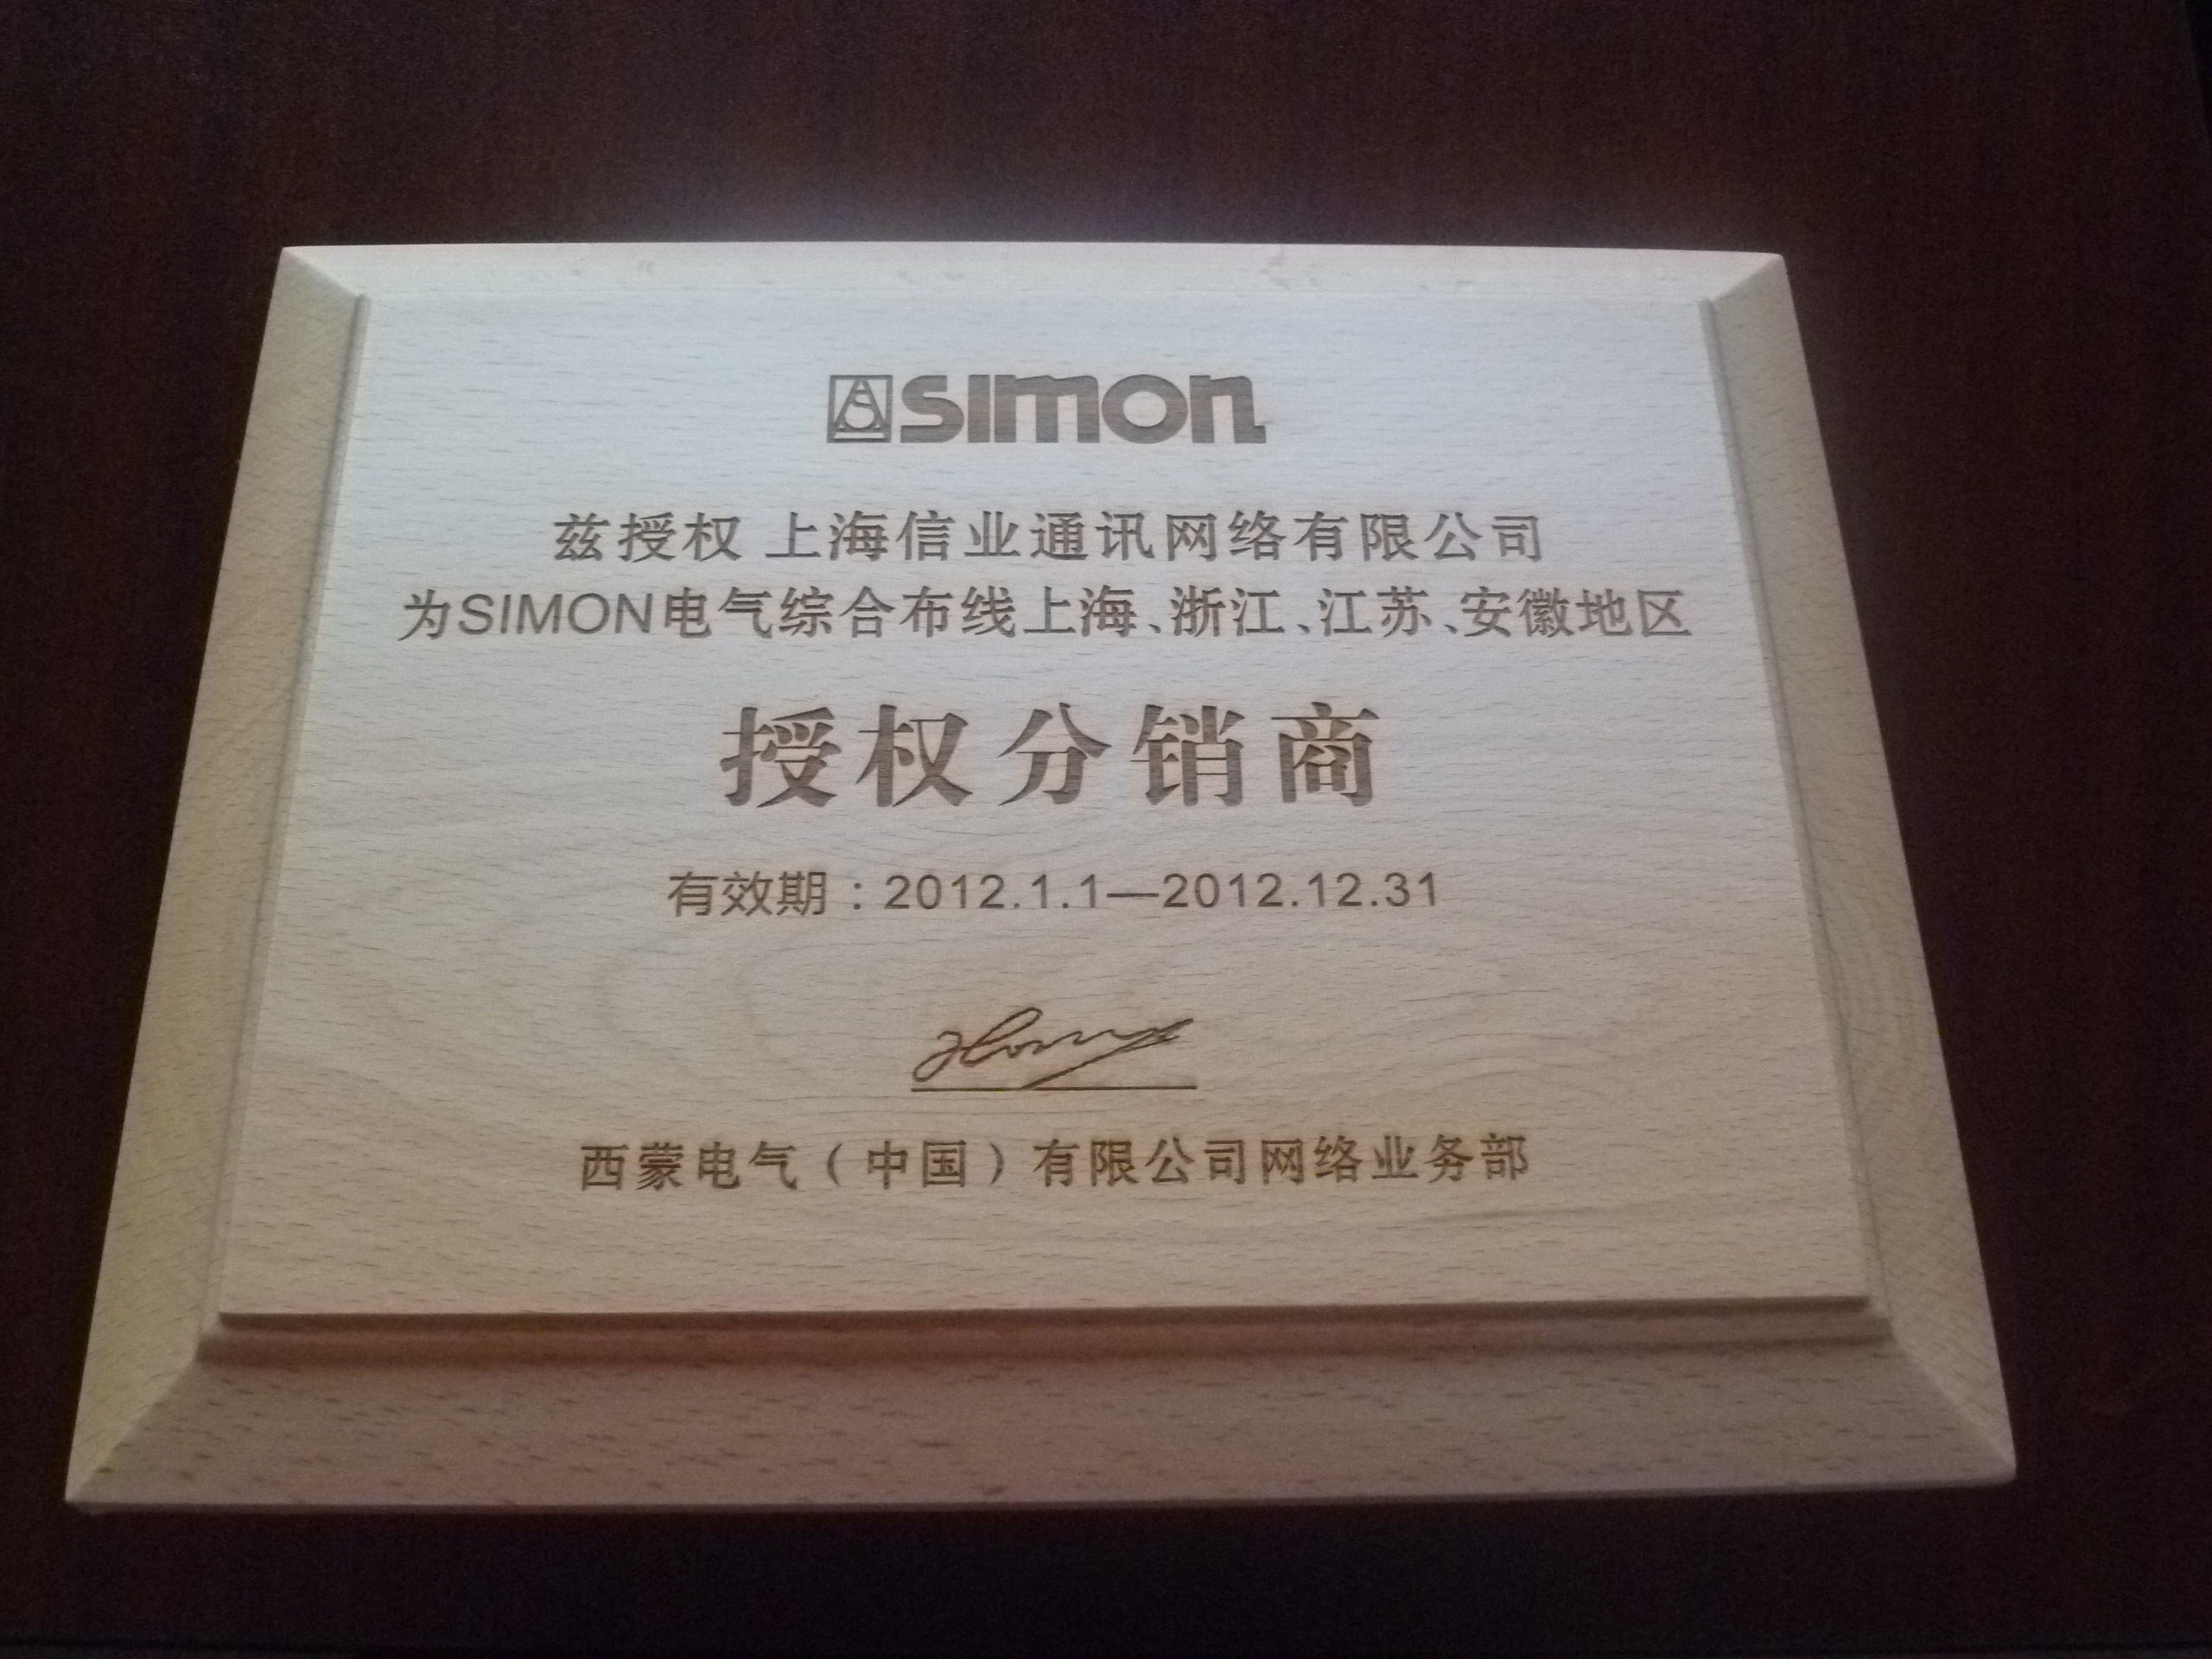 simon
兹授权 上海信业通讯网络有限公司
为SIMON电气综合布线上海、浙江、江苏、安徽地区
授权分销商
有效期：2012.1.1—2012.12.31
西蒙电气（中国）有限公司网络业务部